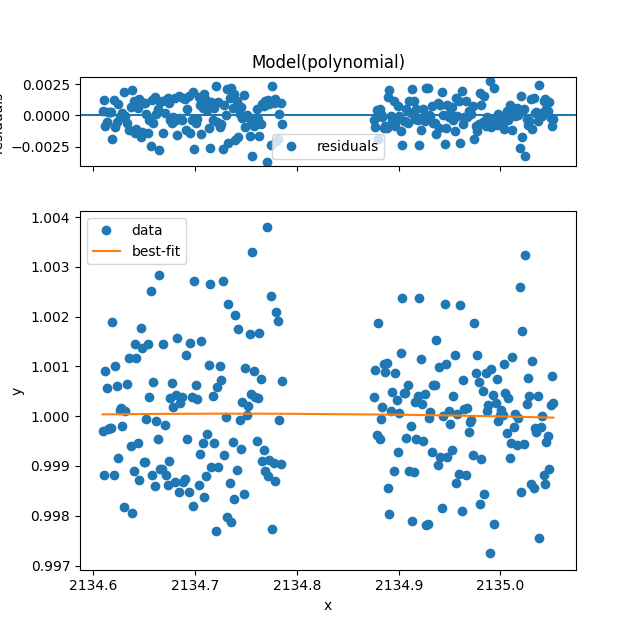 Model(polynomial)
0.0025
0.0000
−0.0025
residuals
residuals
1.004
1.003
1.002
1.001
1.000
0.999
0.998
0.997
y
data
best-fit
2134.6 2134.7 2134.8 2134.9 2135.0
x